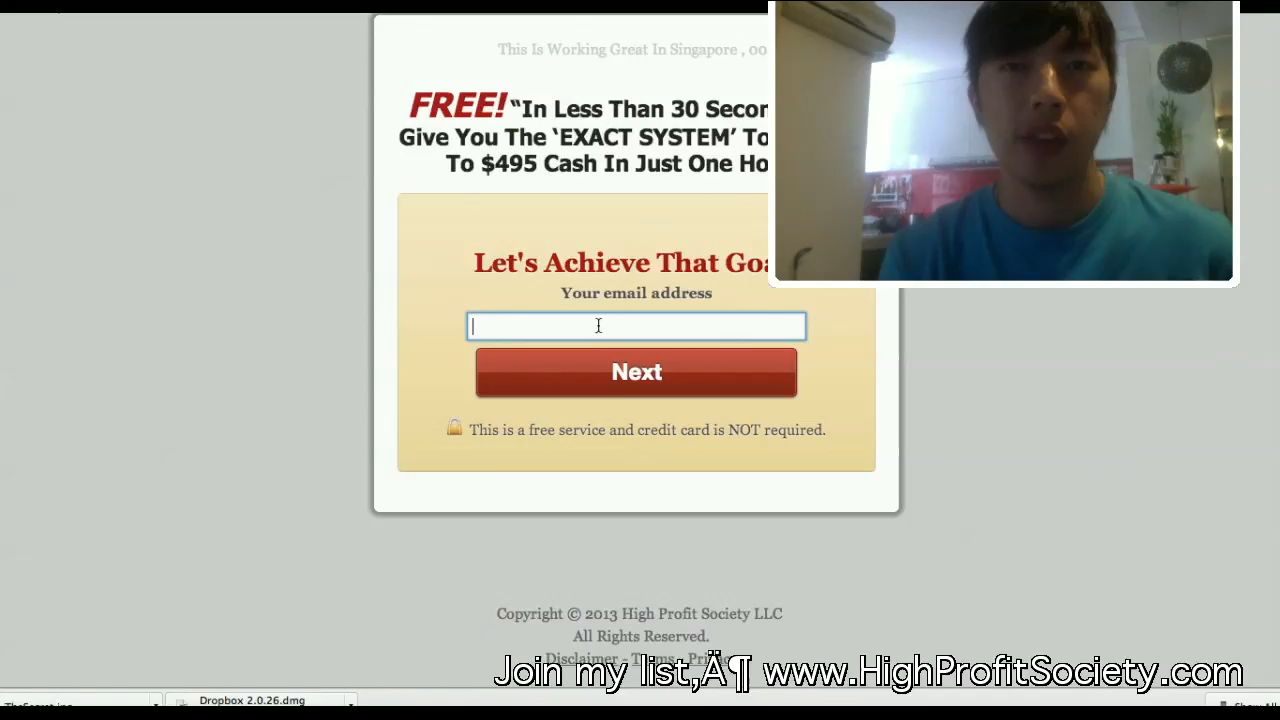 This Is Working Great In Singapore , 00
FREE! “In Less Than 30 Secon
Give You The ‘EXACT SYSTEM’ To
To $495 Cash In Just One Ho
Let's Achieve That Goa
Your email address
Next
This is a free service and credit card is NOT required.
Copyright © 2013 High Profit Society LLC
All Rights Reserved.
Disclaimer - Terms -
Join my list‚Ä¶ www.HighProfitSociety.com
Dropbox 2.0.26.dmg